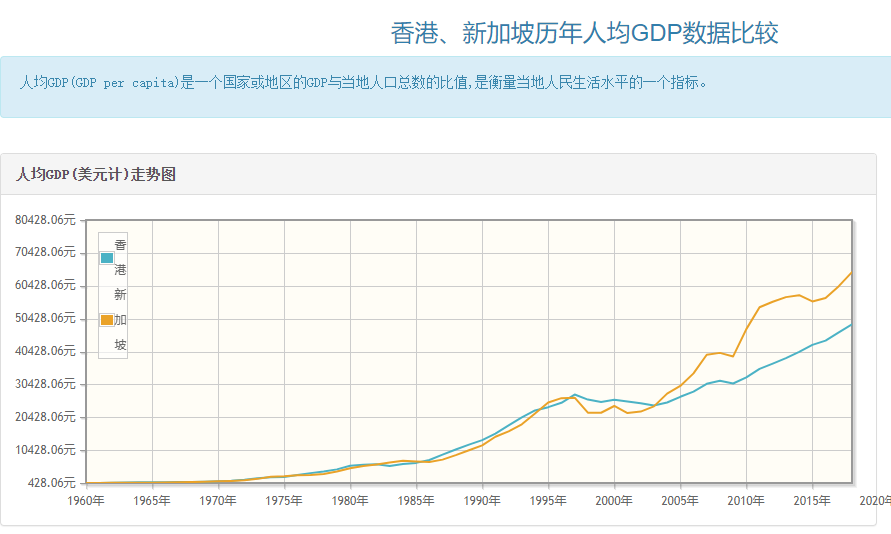 香港、新加坡历年人均GDP数据比较
人均GDP(GDP per capita)是一个国家或地区的GDP与当地人口总数的比值,是衡量当地人民生活水平的一个指标。
人均GDP(美元计)走势图
80428.06元
70428.06元
60428.06元
50428.06元
40428.06元
30428.06元
20428.06元
10428.06元
428.06元
香
港
新
加
坡
1960年 1965年 1970年 1975年 1980年 1985年 1990年 1995年 2000年 2005年 2010年 2015年 2020年